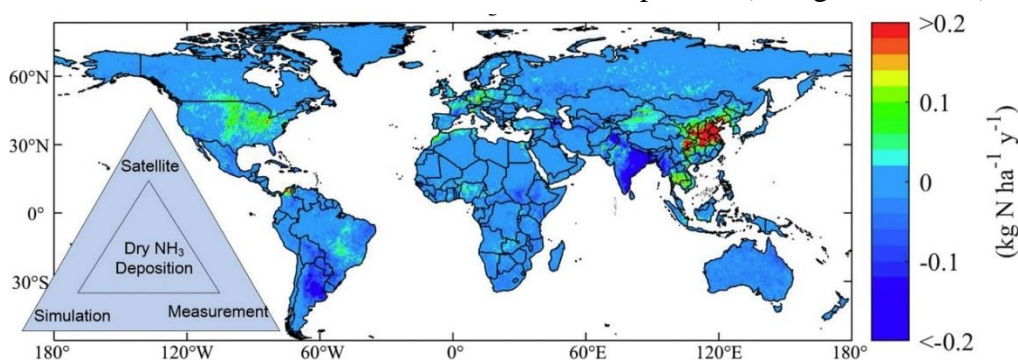 >0.2
60°N
0.1
30°N
Satellite
0°
0
Dry NH₃
Deposition
-0.1
30°S
Simulation
Measurement
<-0.2
180°
120°W
60°W
0°
60°E
120°E
180°
(kg N ha⁻¹ y⁻¹)